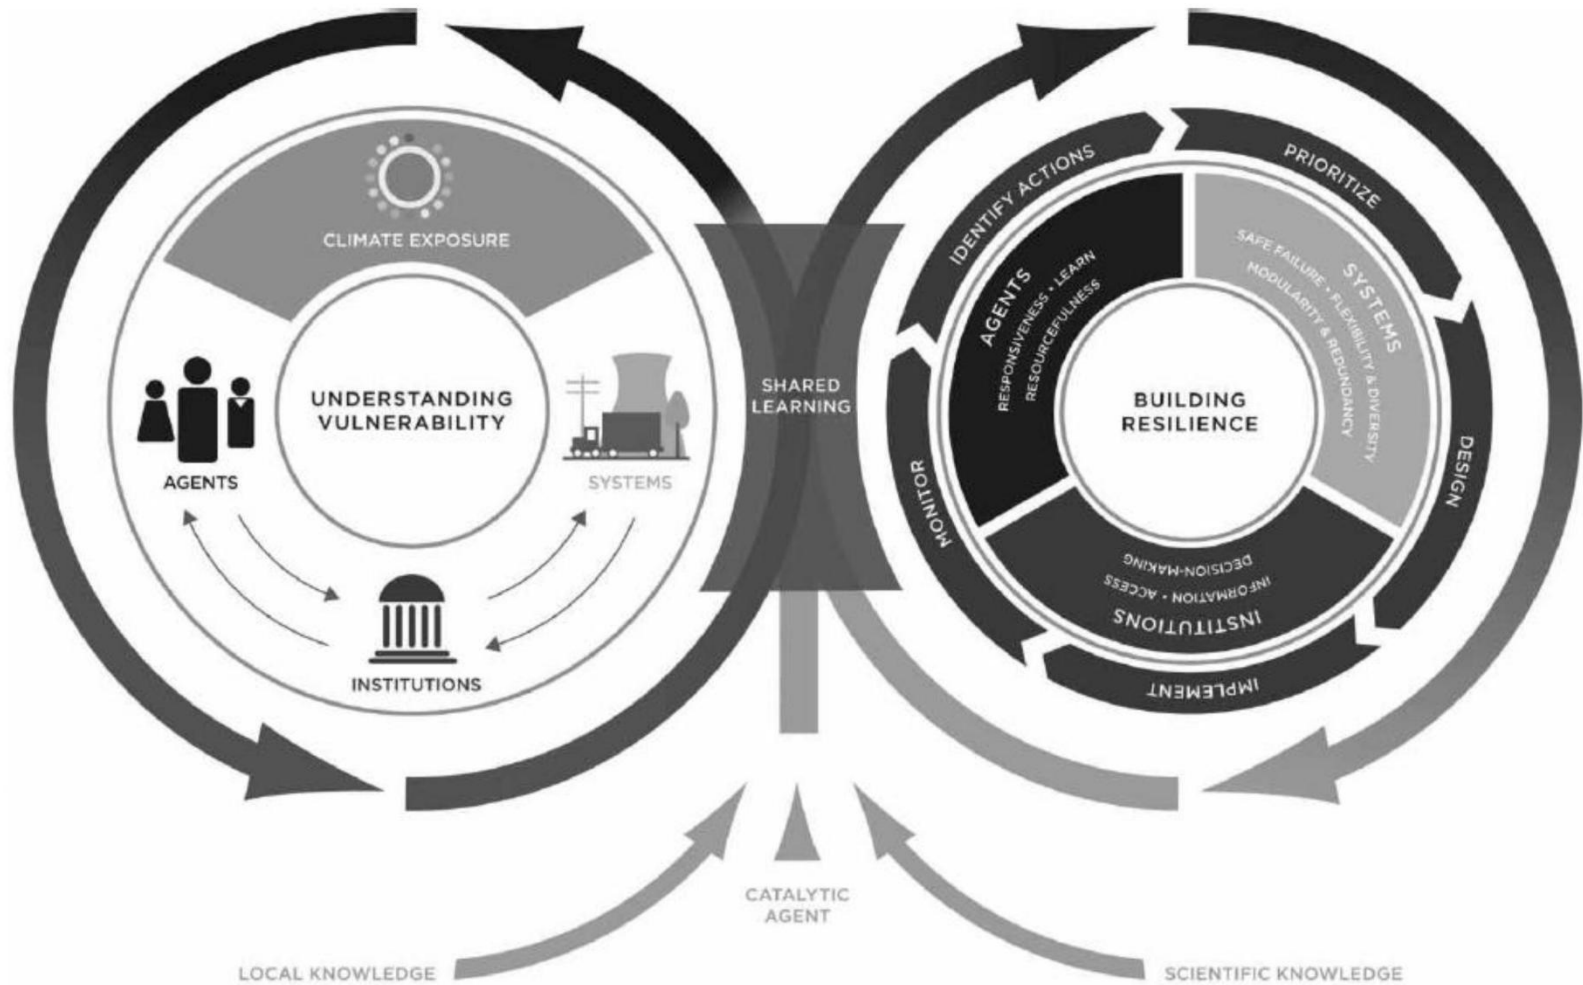 CLIMATE EXPOSURE
UNDERSTANDING
VULNERABILITY
AGENTS
SYSTEMS
INSTITUTIONS
SHARED
LEARNING
IDENTIFY ACTIONS
PRIORITIZE
DESIGN
IMPLEMENT
MONITOR
AGENTS
RESPONSIVENESS • LEARN
RESOURCEFULNESS
SYSTEMS
SAFE FAILURE • FLEXIBILITY & DIVERSITY
MODULARITY & REDUNDANCY
BUILDING
RESILIENCE
INSTITUTIONS
INFORMATION • ACCESS
DECISION-MAKING
CATALYTIC
AGENT
LOCAL KNOWLEDGE
SCIENTIFIC KNOWLEDGE